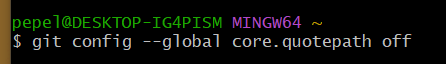 pepel@DESKTOP-IG4PISM MINGW64 ~
$ git config --global core.quotepath off